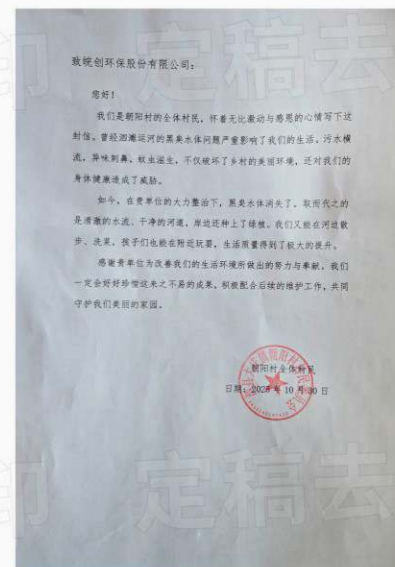 致皖创环保股份有限公司：
您好！
我们是朝阳村的全体村民，怀着无比激动与感恩的心情写下这
封信。曾经泗滩运河的黑臭水体问题严重影响了我们的生活。污水横
流、异味刺鼻、蚊虫滋生，不仅破坏了乡村的美丽环境，还对我们的
身体健康造成了威胁。
如今，在贵单位的大力整治下，黑臭水体消失了，取而代之的
是清澈的水流、干净的河道，岸边还种上了绿植。我们又能在河边散
步、洗菜，孩子们也能在附近玩耍，生活质量得到了极大的提升。
感谢贵单位为改善我们的生活环境所做出的努力与奉献。我们
一定会好好珍惜这来之不易的成果，积极配合后续的维护工作，共同
守护我们美丽的家园。
朝阳村全体村民
日期：2025年10月30日
印 定稿去
印 定稿去